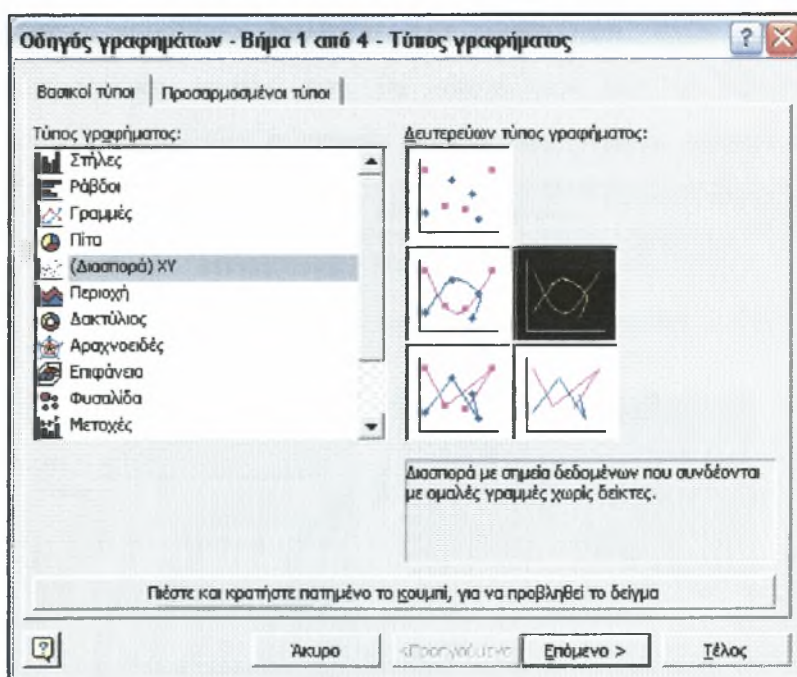 Οδηγός γραφημάτων - Βήμα 1 από 4 - Τύπος γραφήματος
Βασικοί τύποι
Προσαρμοσμένοι τύποι
Τύπος γραφήματος:
Στήλες
Ράβδοι
Γραμμές
Πίτα
(Διασπορά) XY
Περιοχή
Δακτύλιος
Αραχνοειδές
Επιφάνεια
Φυσαλίδα
Μετοχές
Δευτερεύων τύπος γραφήματος:
Διασπορά με σημεία δεδομένων που συνδέονται
με ομαλές γραμμές χωρίς δείκτες.
Πιέστε και κρατήστε πατημένο το κουμπί, για να προβληθεί το δείγμα
Άκυρο
<Προηγούμενο
Επόμενο >
Τέλος